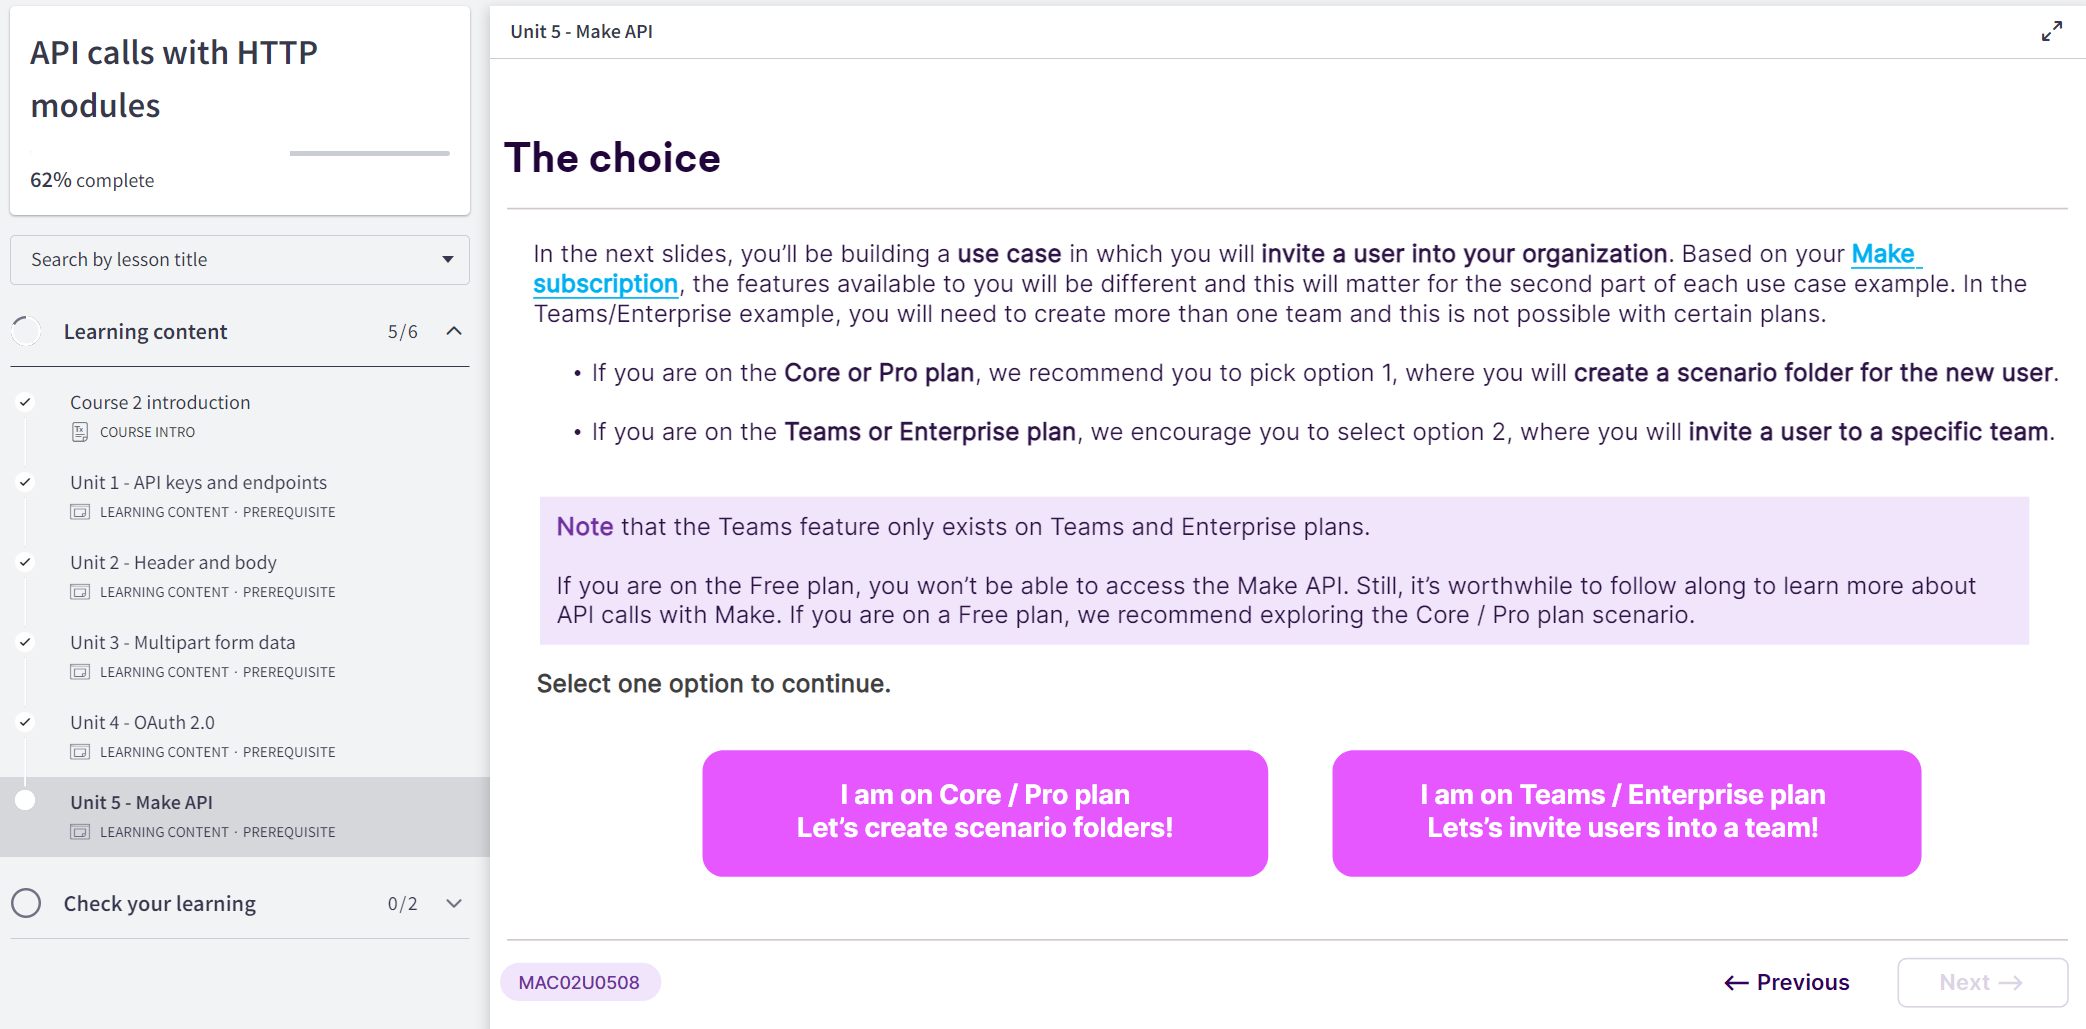 API calls with HTTP
modules
62% complete
Search by lesson title
Learning content 5/6
Course 2 introduction
COURSE INTRO
Unit 1 - API keys and endpoints
LEARNING CONTENT · PREREQUISITE
Unit 2 - Header and body
LEARNING CONTENT · PREREQUISITE
Unit 3 - Multipart form data
LEARNING CONTENT · PREREQUISITE
Unit 4 - OAuth 2.0
LEARNING CONTENT · PREREQUISITE
Unit 5 - Make API
LEARNING CONTENT · PREREQUISITE
Check your learning 0/2
Unit 5 - Make API
The choice
In the next slides, you’ll be building a use case in which you will invite a user into your organization. Based on your Make
subscription, the features available to you will be different and this will matter for the second part of each use case example. In the
Teams/Enterprise example, you will need to create more than one team and this is not possible with certain plans.
• If you are on the Core or Pro plan, we recommend you to pick option 1, where you will create a scenario folder for the new user.
• If you are on the Teams or Enterprise plan, we encourage you to select option 2, where you will invite a user to a specific team.
Note that the Teams feature only exists on Teams and Enterprise plans.
If you are on the Free plan, you won’t be able to access the Make API. Still, it’s worthwhile to follow along to learn more about
API calls with Make. If you are on a Free plan, we recommend exploring the Core / Pro plan scenario.
Select one option to continue.
I am on Core / Pro plan
Let’s create scenario folders!
I am on Teams / Enterprise plan
Lets’s invite users into a team!
MAC02U0508
← Previous
Next →